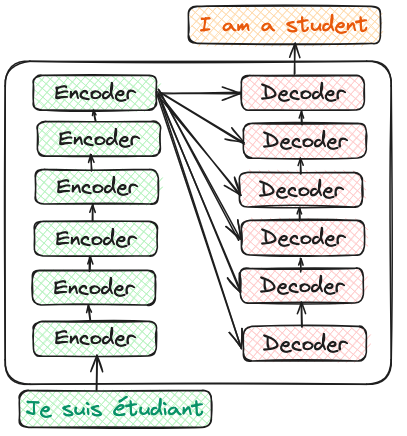 I am a student
Encoder
Encoder
Encoder
Encoder
Encoder
Encoder
Decoder
Decoder
Decoder
Decoder
Decoder
Decoder
Je suis étudiant